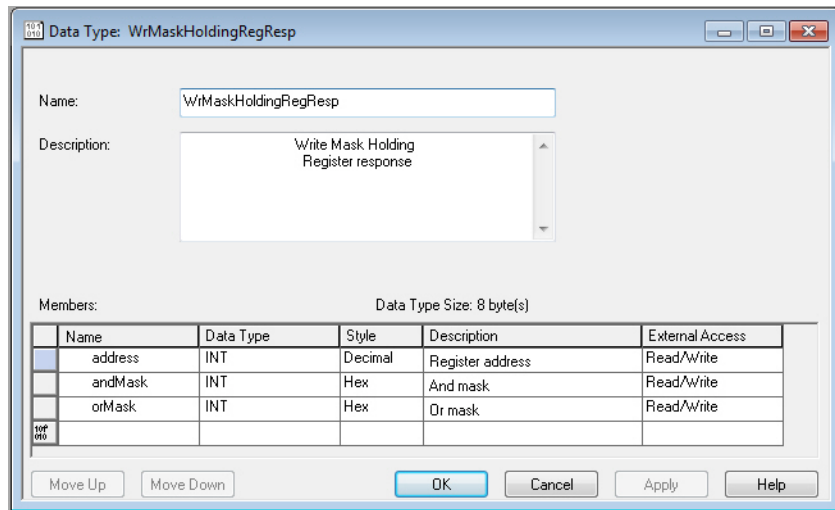 Data Type: WrMaskHoldingRegResp
Name:
WrMaskHoldingRegResp
Description:
Write Mask Holding
Register response
Members:
Data Type Size: 8 byte(s)
Name Data Type Style Description External Access
address INT Decimal Register address Read/Write
andMask INT Hex And mask Read/Write
orMask INT Hex Or mask Read/Write
Move Up Move Down OK Cancel Apply Help